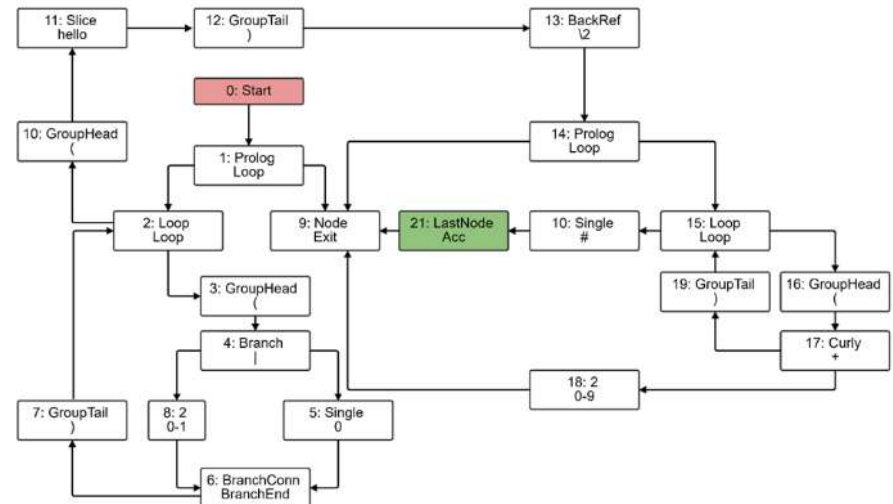 11: Slice
hello
12: GroupTail
)
13: BackRef
\2
0: Start
10: GroupHead
(
14: Prolog
Loop
1: Prolog
Loop
2: Loop
Loop
9: Node
Exit
21: LastNode
Acc
10: Single
#
15: Loop
Loop
3: GroupHead
(
19: GroupTail
)
16: GroupHead
(
4: Branch
|
17: Curly
+
18: 2
0-9
7: GroupTail
)
8: 2
0-1
5: Single
0
6: BranchConn
BranchEnd